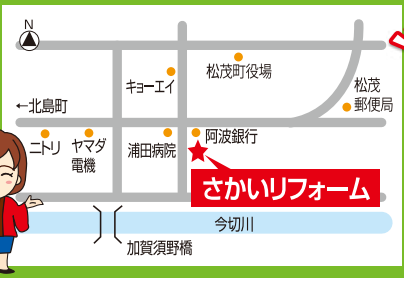 N
松茂町役場
キョーエイ
松茂
郵便局
←北島町
ニトリ
ヤマダ
電機
浦田病院
阿波銀行
さかいリフォーム
今切川
加賀須野橋